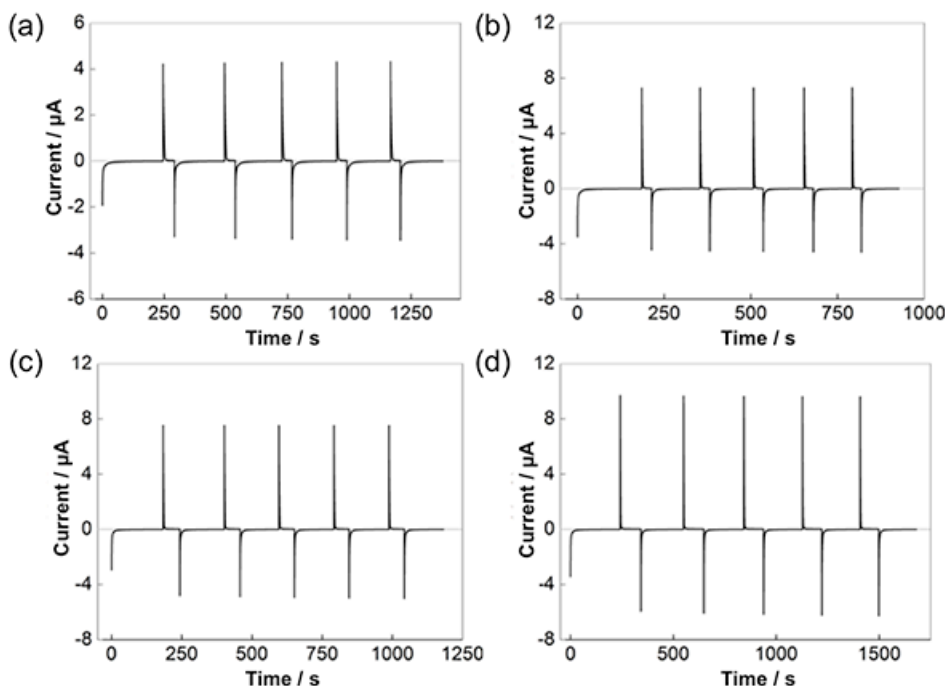 (a)
6
4
2
0
-2
-4
-6
Current / μA
0 250 500 750 1000 1250
Time / s
(b)
12
8
4
0
-4
-8
Current / μA
0 250 500 750 1000
Time / s
(c)
12
8
4
0
-4
-8
Current / μA
0 250 500 750 1000 1250
Time / s
(d)
12
8
4
0
-4
-8
Current / μA
0 500 1000 1500
Time / s